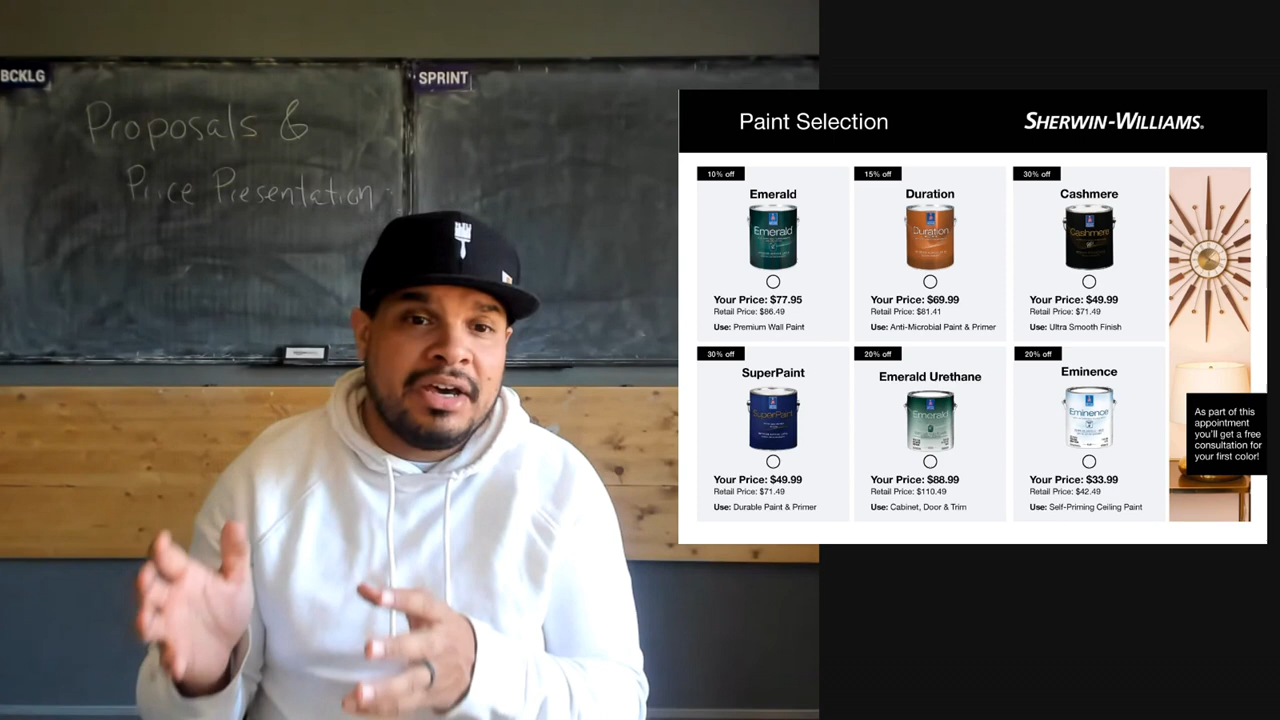 BCKLG
SPRINT
Proposals &
Price Presentation
Paint Selection
SHERWIN-WILLIAMS®
10% off
Emerald
Emerald
Your Price: $77.95
Retail Price: $86.49
Use: Premium Wall Paint
15% off
Duration
Duration
Your Price: $69.99
Retail Price: $81.41
Use: Anti-Microbial Paint & Primer
30% off
Cashmere
Cashmere
Your Price: $49.99
Retail Price: $71.49
Use: Ultra Smooth Finish
30% off
SuperPaint
SuperPaint
Your Price: $49.99
Retail Price: $71.49
Use: Durable Paint & Primer
20% off
Emerald Urethane
Emerald
Your Price: $88.99
Retail Price: $110.49
Use: Cabinet, Door & Trim
20% off
Eminence
Eminence
Your Price: $33.99
Retail Price: $42.49
Use: Self-Priming Ceiling Paint
As part of this
appointment
you'll get a free
consultation for
your first color!